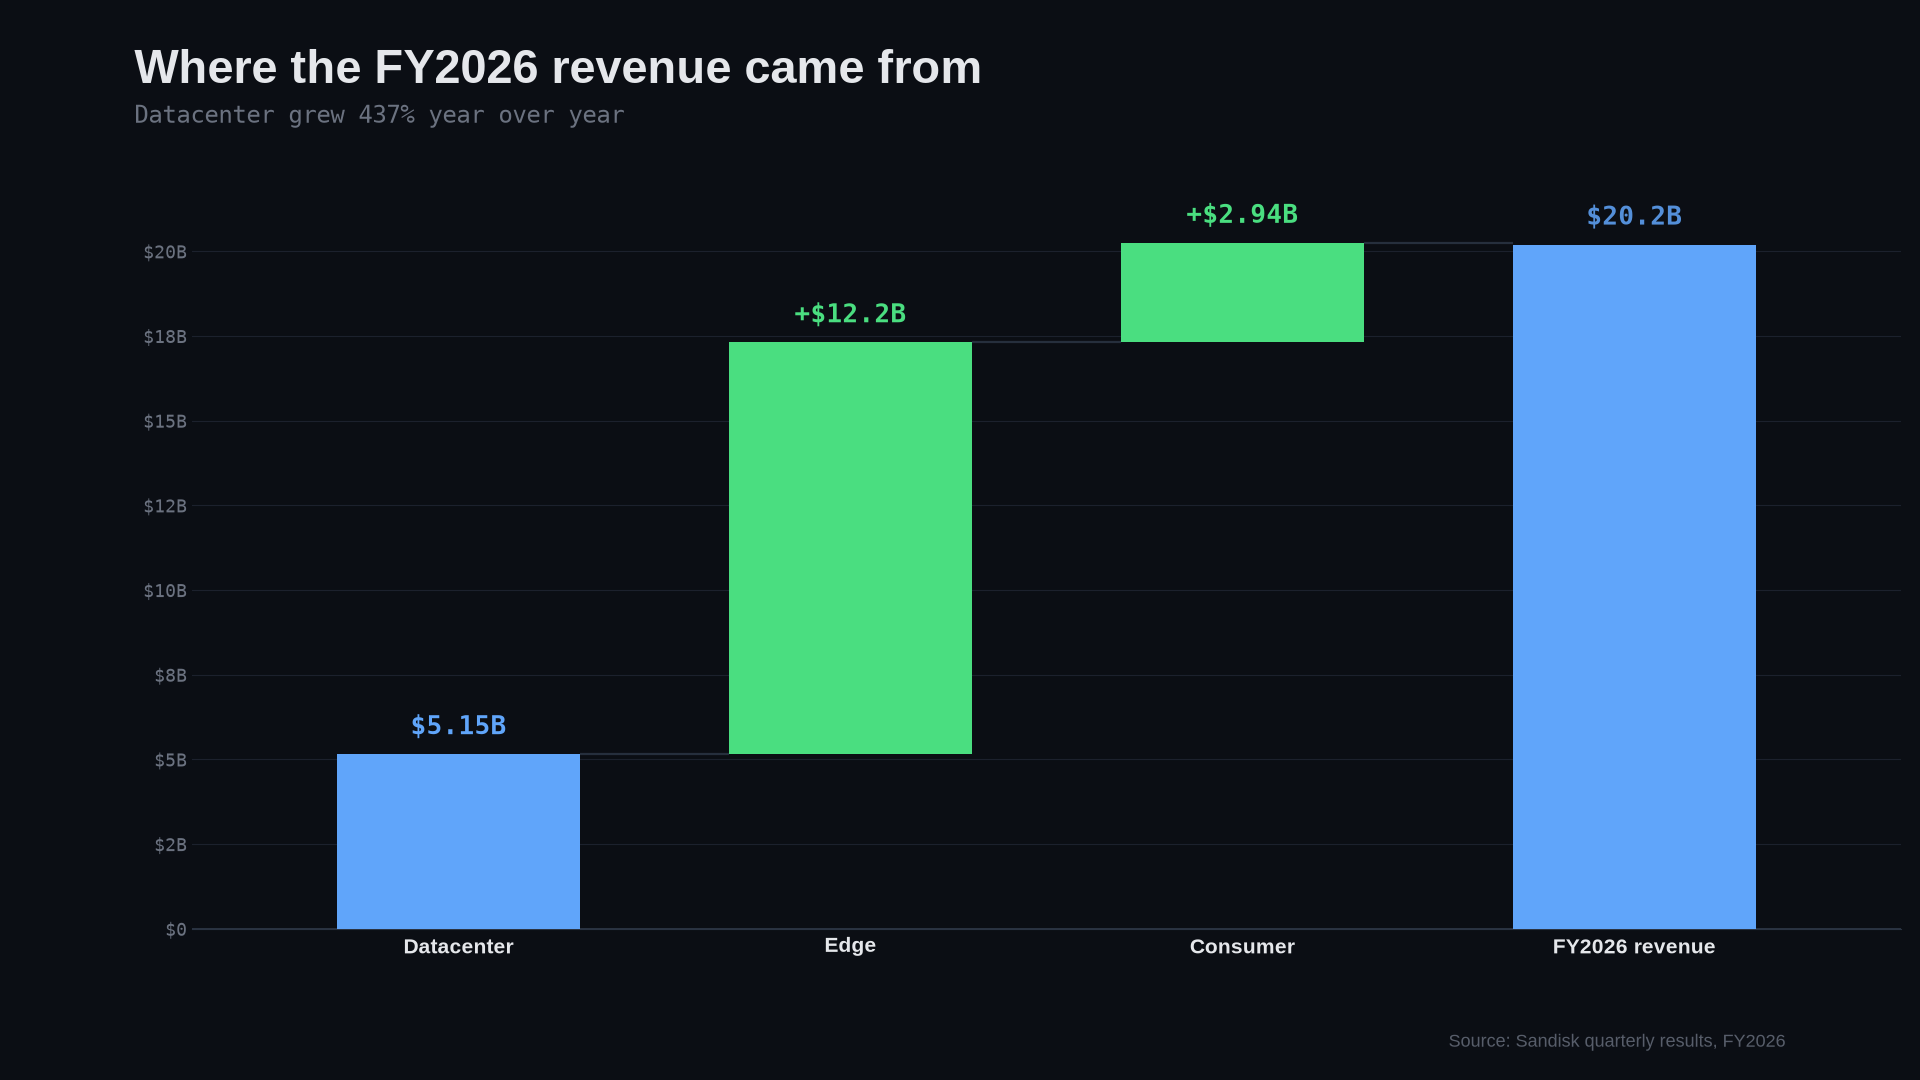 Where the FY2026 revenue came from
Datacenter grew 437% year over year
+$2.94B
$20.2B
$20B
+$12.2B
$18B
$15B
$12B
$10B
$8B
$5.15B
$5B
$2B
$0
Datacenter
Edge
Consumer
FY2026 revenue
Source: Sandisk quarterly results, FY2026